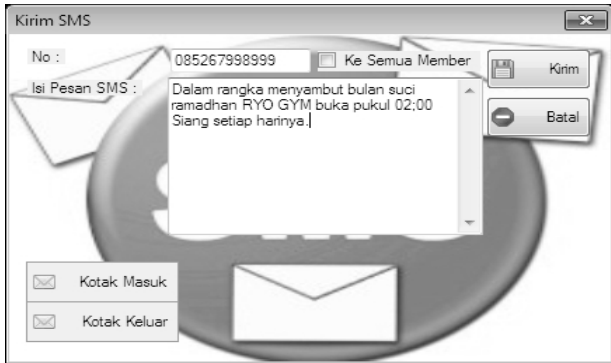 Kirim SMS
No :
085267998999
Ke Semua Member
Kirim
Isi Pesan SMS :
Dalam rangka menyambut bulan suci
ramadhan RYO GYM buka pukul 02;00
Siang setiap harinya.
Batal
Kotak Masuk
Kotak Keluar